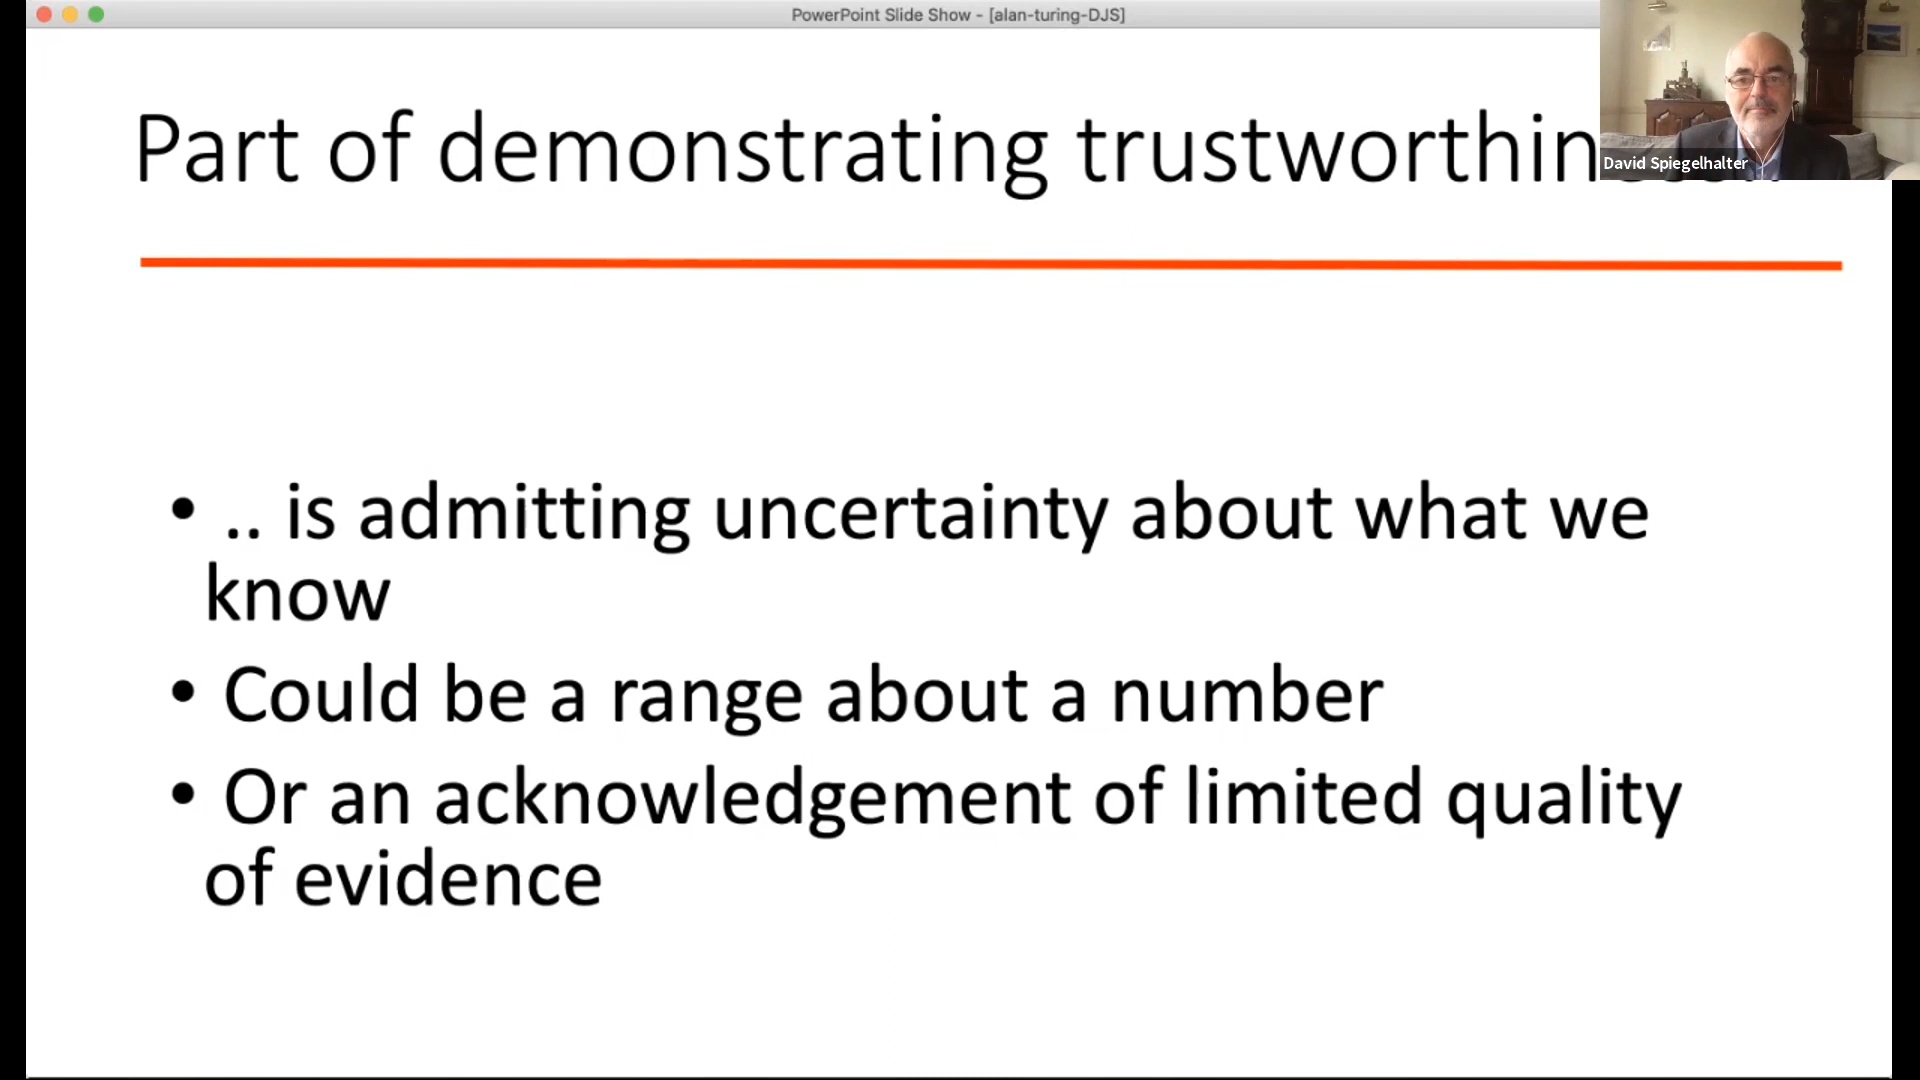 PowerPoint Slide Show - [alan-turing-DJS]
Part of demonstrating
David Spiegelhalter
• .. is admitting uncertainty about what we
know
• Could be a range about a number
• Or an acknowledgement of limited quality
of evidence